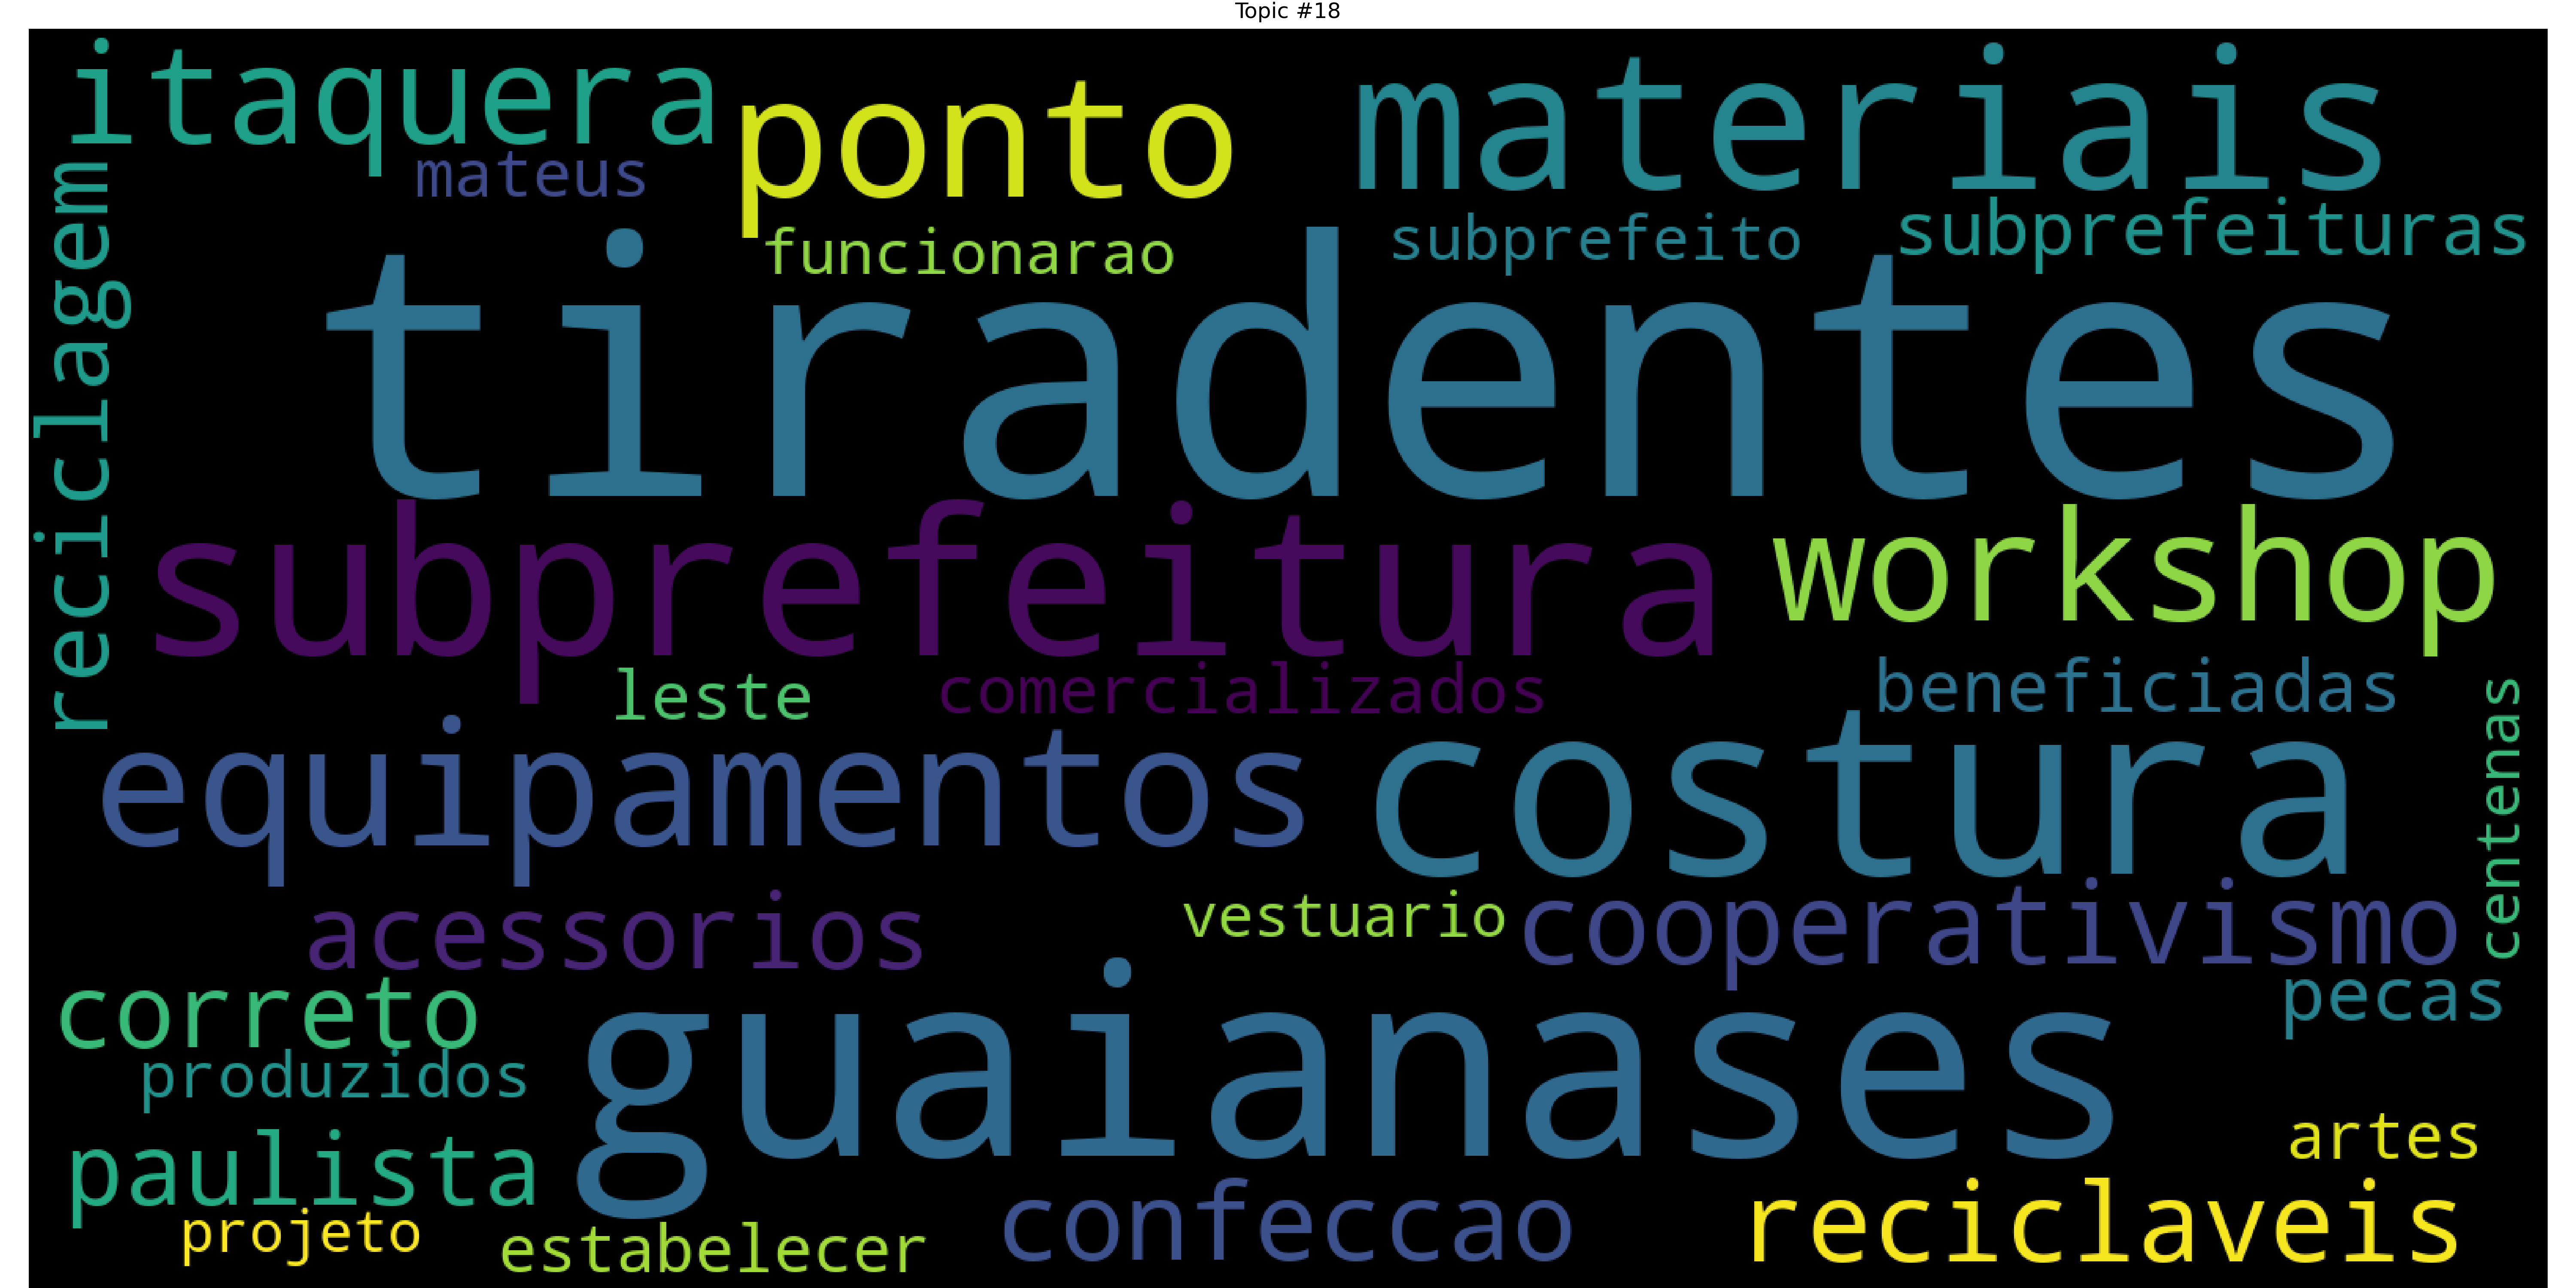 Topic #18
itaquera
ponto
materiais
mateus
reciclagem
funcionarao
subprefeito
subprefeituras
tiradentes
subprefeitura
workshop
leste
comercializados
beneficiadas
centenas
equipamentos
costura
acessorios
vestuario
cooperativismo
correto
pecas
guaianases
produzidos
paulista
artes
projeto
estabelecer
confeccao
reciclaveis